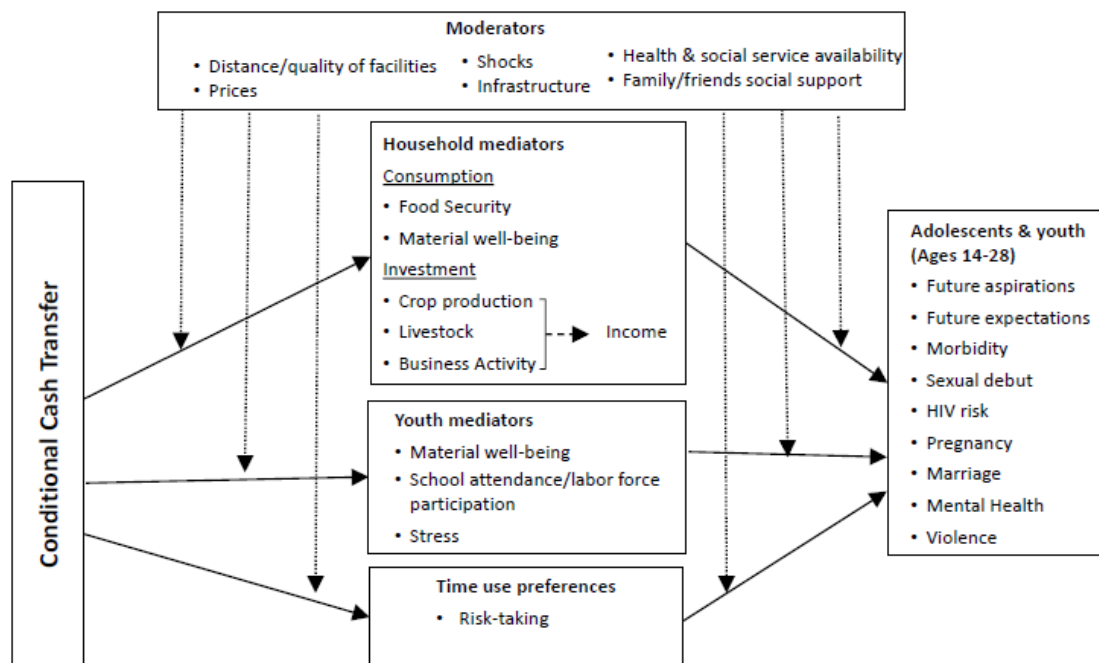 Moderators
• Distance/quality of facilities
• Prices
• Shocks
• Infrastructure
• Health & social service availability
• Family/friends social support
Conditional Cash Transfer
Household mediators
Consumption
• Food Security
• Material well-being
Investment
• Crop production
• Livestock
• Business Activity
Income
Youth mediators
• Material well-being
• School attendance/labor force
participation
• Stress
Time use preferences
• Risk-taking
Adolescents & youth
(Ages 14-28)
• Future aspirations
• Future expectations
• Morbidity
• Sexual debut
• HIV risk
• Pregnancy
• Marriage
• Mental Health
• Violence